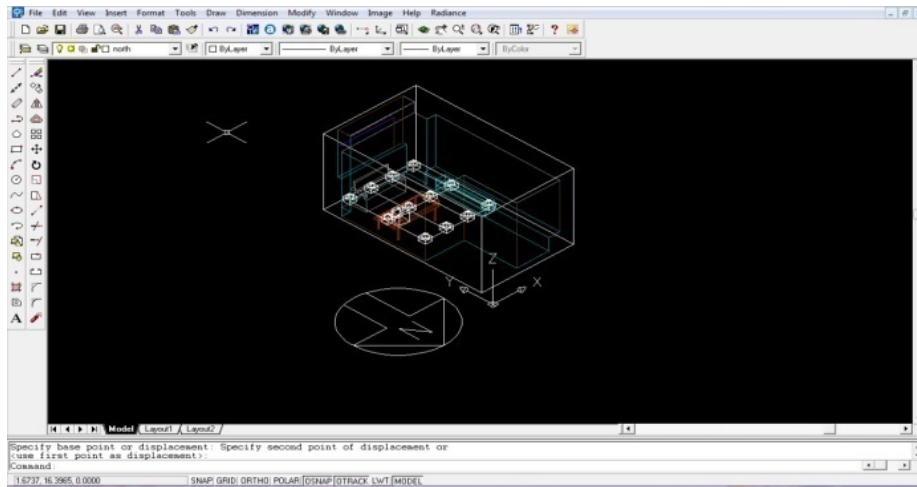 File Edit View Insert Format Tools Draw Dimension Modify Window Image Help Radiance
north ByLayer ByLayer ByLayer ByColor
Z
Y X
N
A
Model Layout1 Layout2
Specify base point or displacement: Specify second point of displacement or
<use first point as displacement>:
Command:
1.6737, 16.3965, 0.0000 SNAP GRID ORTHO POLAR OSNAP OTRACK LWT MODEL